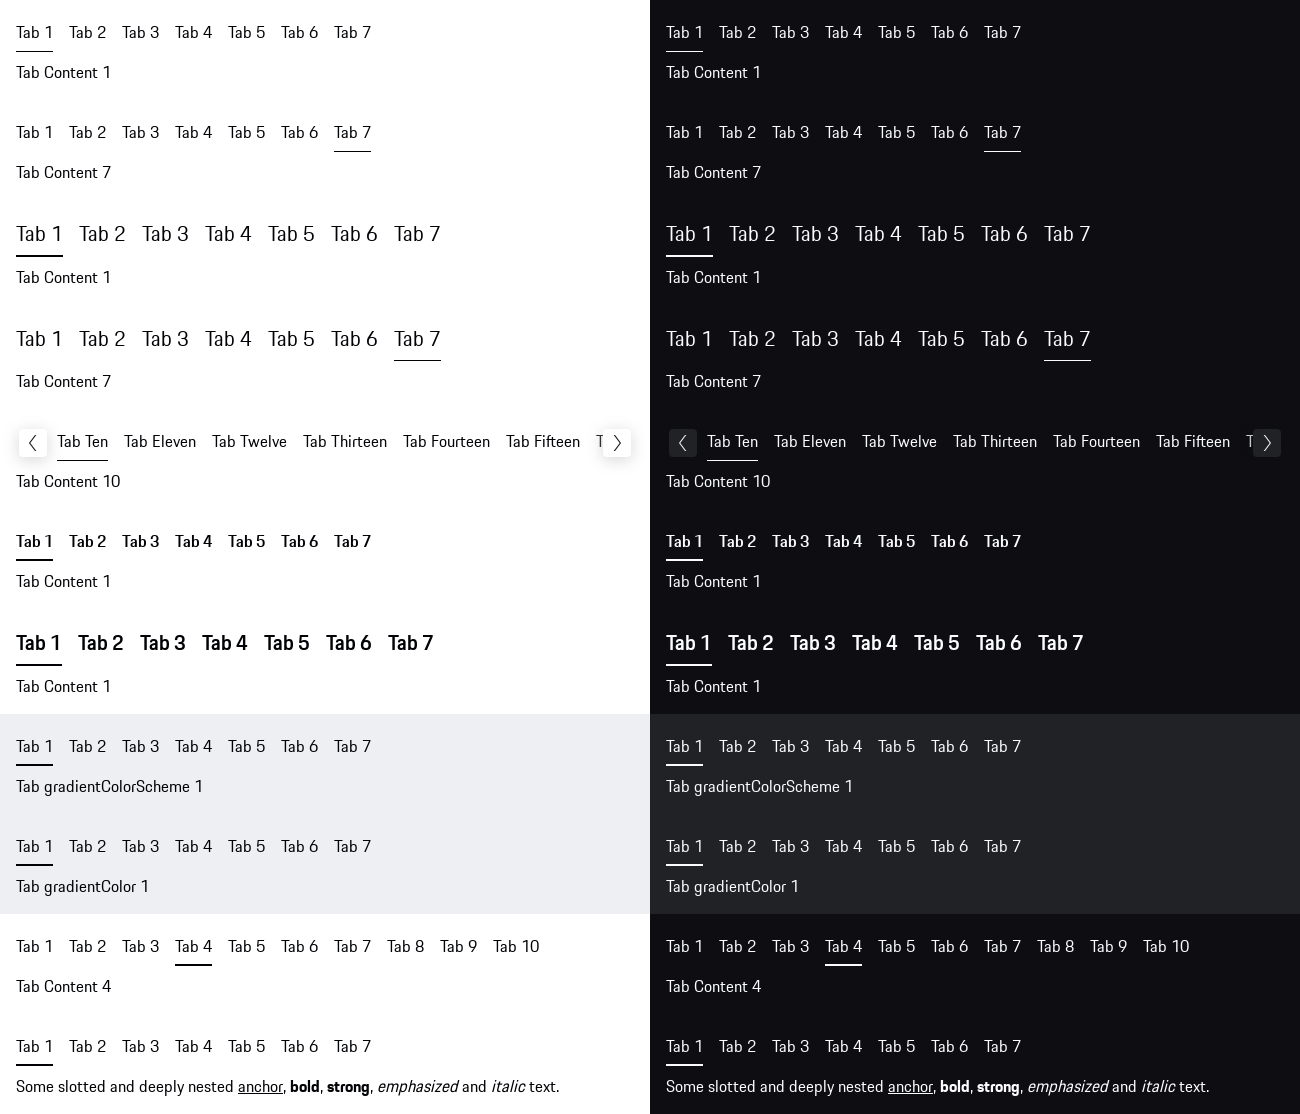 Tab 1 Tab 2 Tab 3 Tab 4 Tab 5 Tab 6 Tab 7
Tab Content 1
Tab 1 Tab 2 Tab 3 Tab 4 Tab 5 Tab 6 Tab 7
Tab Content 7
Tab 1 Tab 2 Tab 3 Tab 4 Tab 5 Tab 6 Tab 7
Tab Content 1
Tab 1 Tab 2 Tab 3 Tab 4 Tab 5 Tab 6 Tab 7
Tab Content 7
Tab Ten Tab Eleven Tab Twelve Tab Thirteen Tab Fourteen Tab Fifteen
Tab Content 10
Tab 1 Tab 2 Tab 3 Tab 4 Tab 5 Tab 6 Tab 7
Tab Content 1
Tab 1 Tab 2 Tab 3 Tab 4 Tab 5 Tab 6 Tab 7
Tab Content 1
Tab 1 Tab 2 Tab 3 Tab 4 Tab 5 Tab 6 Tab 7
Tab gradientColorScheme 1
Tab 1 Tab 2 Tab 3 Tab 4 Tab 5 Tab 6 Tab 7
Tab gradientColor 1
Tab 1 Tab 2 Tab 3 Tab 4 Tab 5 Tab 6 Tab 7 Tab 8 Tab 9 Tab 10
Tab Content 4
Tab 1 Tab 2 Tab 3 Tab 4 Tab 5 Tab 6 Tab 7
Some slotted and deeply nested anchor, bold, strong, emphasized and italic text.
Tab 1 Tab 2 Tab 3 Tab 4 Tab 5 Tab 6 Tab 7
Tab Content 1
Tab 1 Tab 2 Tab 3 Tab 4 Tab 5 Tab 6 Tab 7
Tab Content 7
Tab 1 Tab 2 Tab 3 Tab 4 Tab 5 Tab 6 Tab 7
Tab Content 1
Tab 1 Tab 2 Tab 3 Tab 4 Tab 5 Tab 6 Tab 7
Tab Content 7
Tab Ten Tab Eleven Tab Twelve Tab Thirteen Tab Fourteen Tab Fifteen
Tab Content 10
Tab 1 Tab 2 Tab 3 Tab 4 Tab 5 Tab 6 Tab 7
Tab Content 1
Tab 1 Tab 2 Tab 3 Tab 4 Tab 5 Tab 6 Tab 7
Tab Content 1
Tab 1 Tab 2 Tab 3 Tab 4 Tab 5 Tab 6 Tab 7
Tab gradientColorScheme 1
Tab 1 Tab 2 Tab 3 Tab 4 Tab 5 Tab 6 Tab 7
Tab gradientColor 1
Tab 1 Tab 2 Tab 3 Tab 4 Tab 5 Tab 6 Tab 7 Tab 8 Tab 9 Tab 10
Tab Content 4
Tab 1 Tab 2 Tab 3 Tab 4 Tab 5 Tab 6 Tab 7
Some slotted and deeply nested anchor, bold, strong, emphasized and italic text.